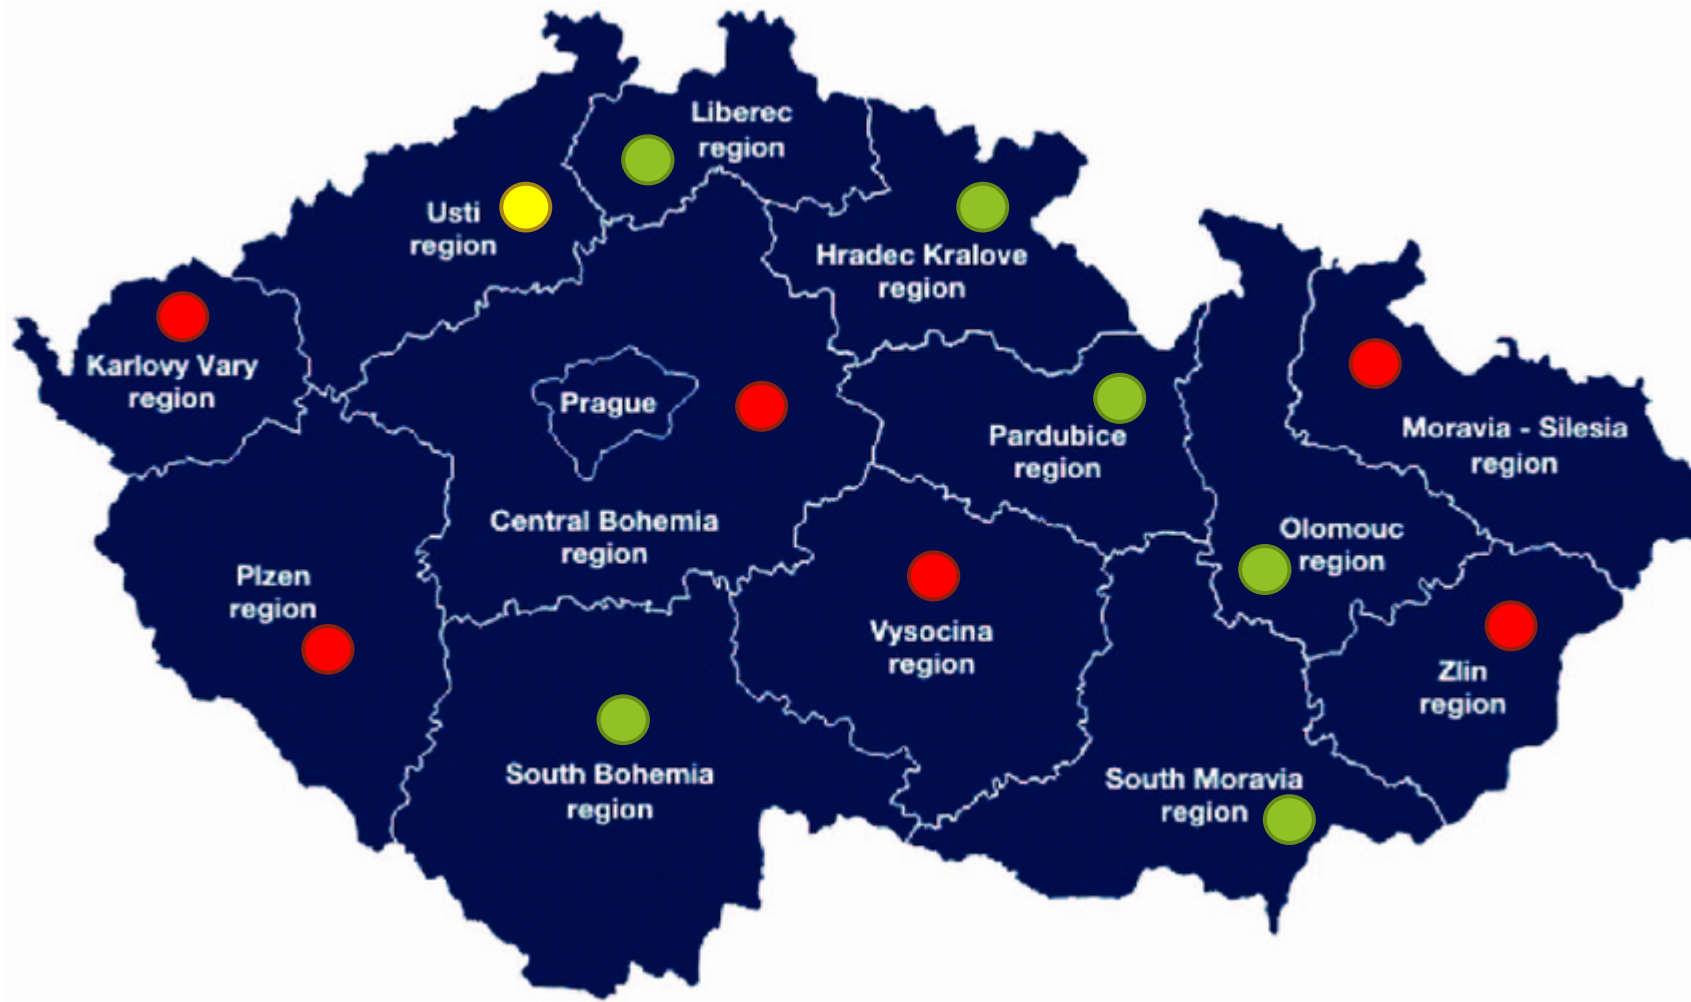 Liberec
region
Usti
region
Hradec Kralove
region
Karlovy Vary
region
Prague
Pardubice
region
Moravia - Silesia
region
Central Bohemia
region
Olomouc
region
Plzen
region
Vysocina
region
Zlin
region
South Bohemia
region
South Moravia
region